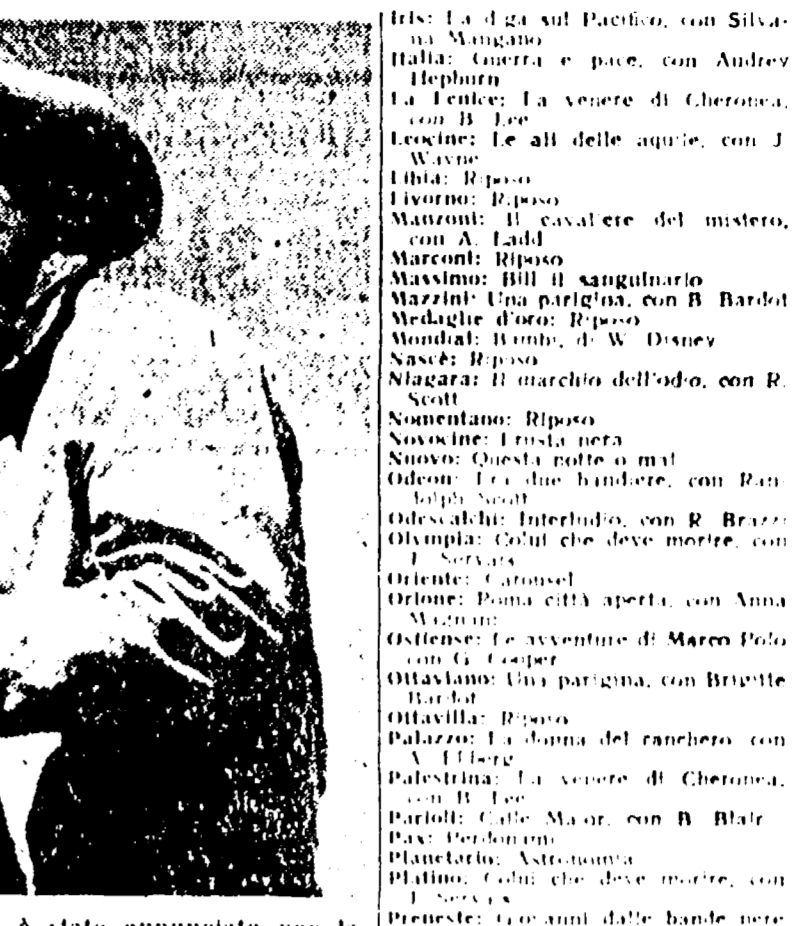 Iris: La diga sul Pacifico, con Silva-
na Mangano
Italia: Guerra e pace, con Audrey
Hepburn
La Fenice: La venere di Cheronea,
con B. Lee
Leocine: Le ali delle aquile, con J.
Wayne
Libia: Riposo
Livorno: Riposo
Manzoni: Il cavaliere del mistero,
con A. Ladd
Marconi: Riposo
Massimo: Bill il sanguinario
Mazzini: Una parigina, con B. Bardot
Medaglie d'oro: Riposo
Mondial: Bambi, di W. Disney
Nascè: Riposo
Niagara: Il marchio dell'odio, con R.
Scott
Nomentano: Riposo
Novocine: Frusta nera
Nuovo: Questa notte o mai
Odeon: due bandiere, con Ran-
dolph Scott
Odescalchi: Interludio, con R. Brazzi
Olympia: Colui che deve morire, con
J. Servais
Oriente: Carousel
Orione: Roma città aperta, con Anna
Magnani
Ostiense: Le avventure di Marco Polo
con G. Cooper
Ottaviano: Una parigina, con Brigitte
Bardot
Ottavilla: Riposo
Palazzo: La donna del ranchero con
A.
Palestrina: La venere di Cheronea,
con B. Lee
Parioli: Calle Mayor, con B. Blair
Pax: Perdonami
Planetario: Astronomia
Platino: Colui che deve morire, con
J. Servais
Preneste: Giovanni dalle bande nere